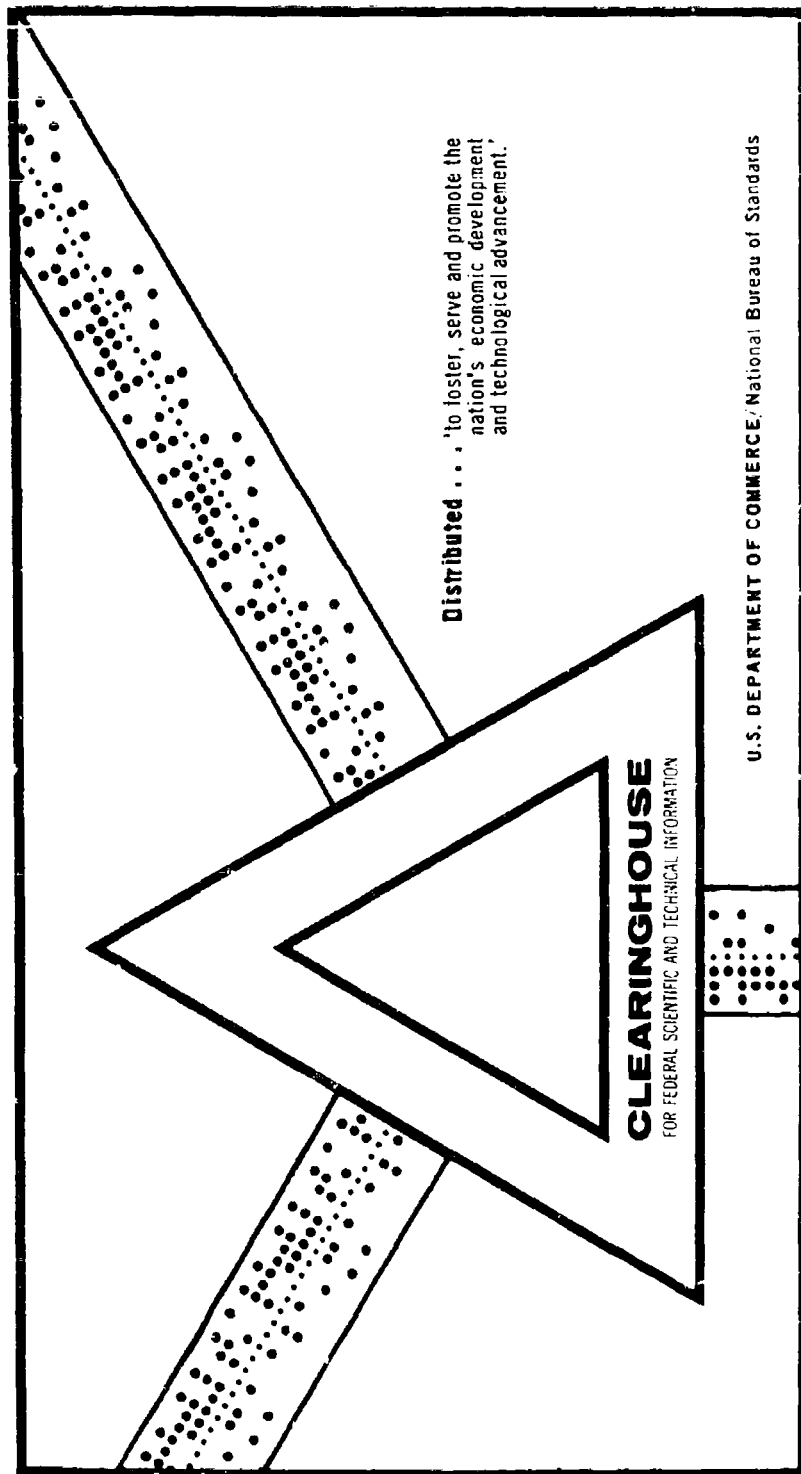 Distributed . . . 'to foster, serve and promote the
nation's economic development
and technological advancement.'
CLEARINGHOUSE
FOR FEDERAL SCIENTIFIC AND TECHNICAL INFORMATION
U.S. DEPARTMENT OF COMMERCE/National Bureau of Standards